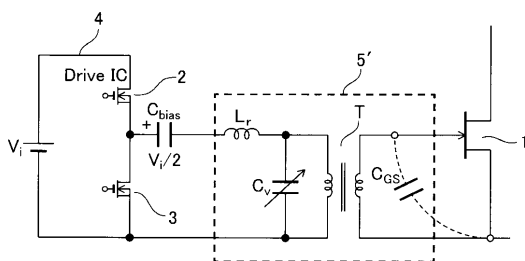 4
5′
Drive IC
2
T
C_bias
L_r
+
1
V_i
V_i/2
C_v
C_GS
3